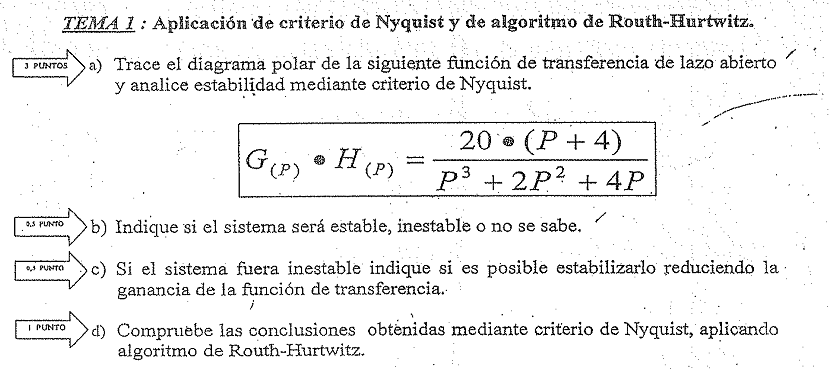 TEMA 1 : Aplicación de criterio de Nyquist y de algoritmo de Routh-Hurtwitz.
3 PUNTOS a) Trace el diagrama polar de la siguiente función de transferencia de lazo abierto
y analice estabilidad mediante criterio de Nyquist.
G(P) • H(P) = 20 • (P + 4) / P³ + 2P² + 4P
0,5 PUNTO b) Indique si el sistema será estable, inestable o no se sabe.
0,5 PUNTO c) Si el sistema fuera inestable indique si es posible estabilizarlo reduciendo la
ganancia de la función de transferencia.
1 PUNTO d) Compruebe las conclusiones obtenidas mediante criterio de Nyquist, aplicando
algoritmo de Routh-Hurtwitz.